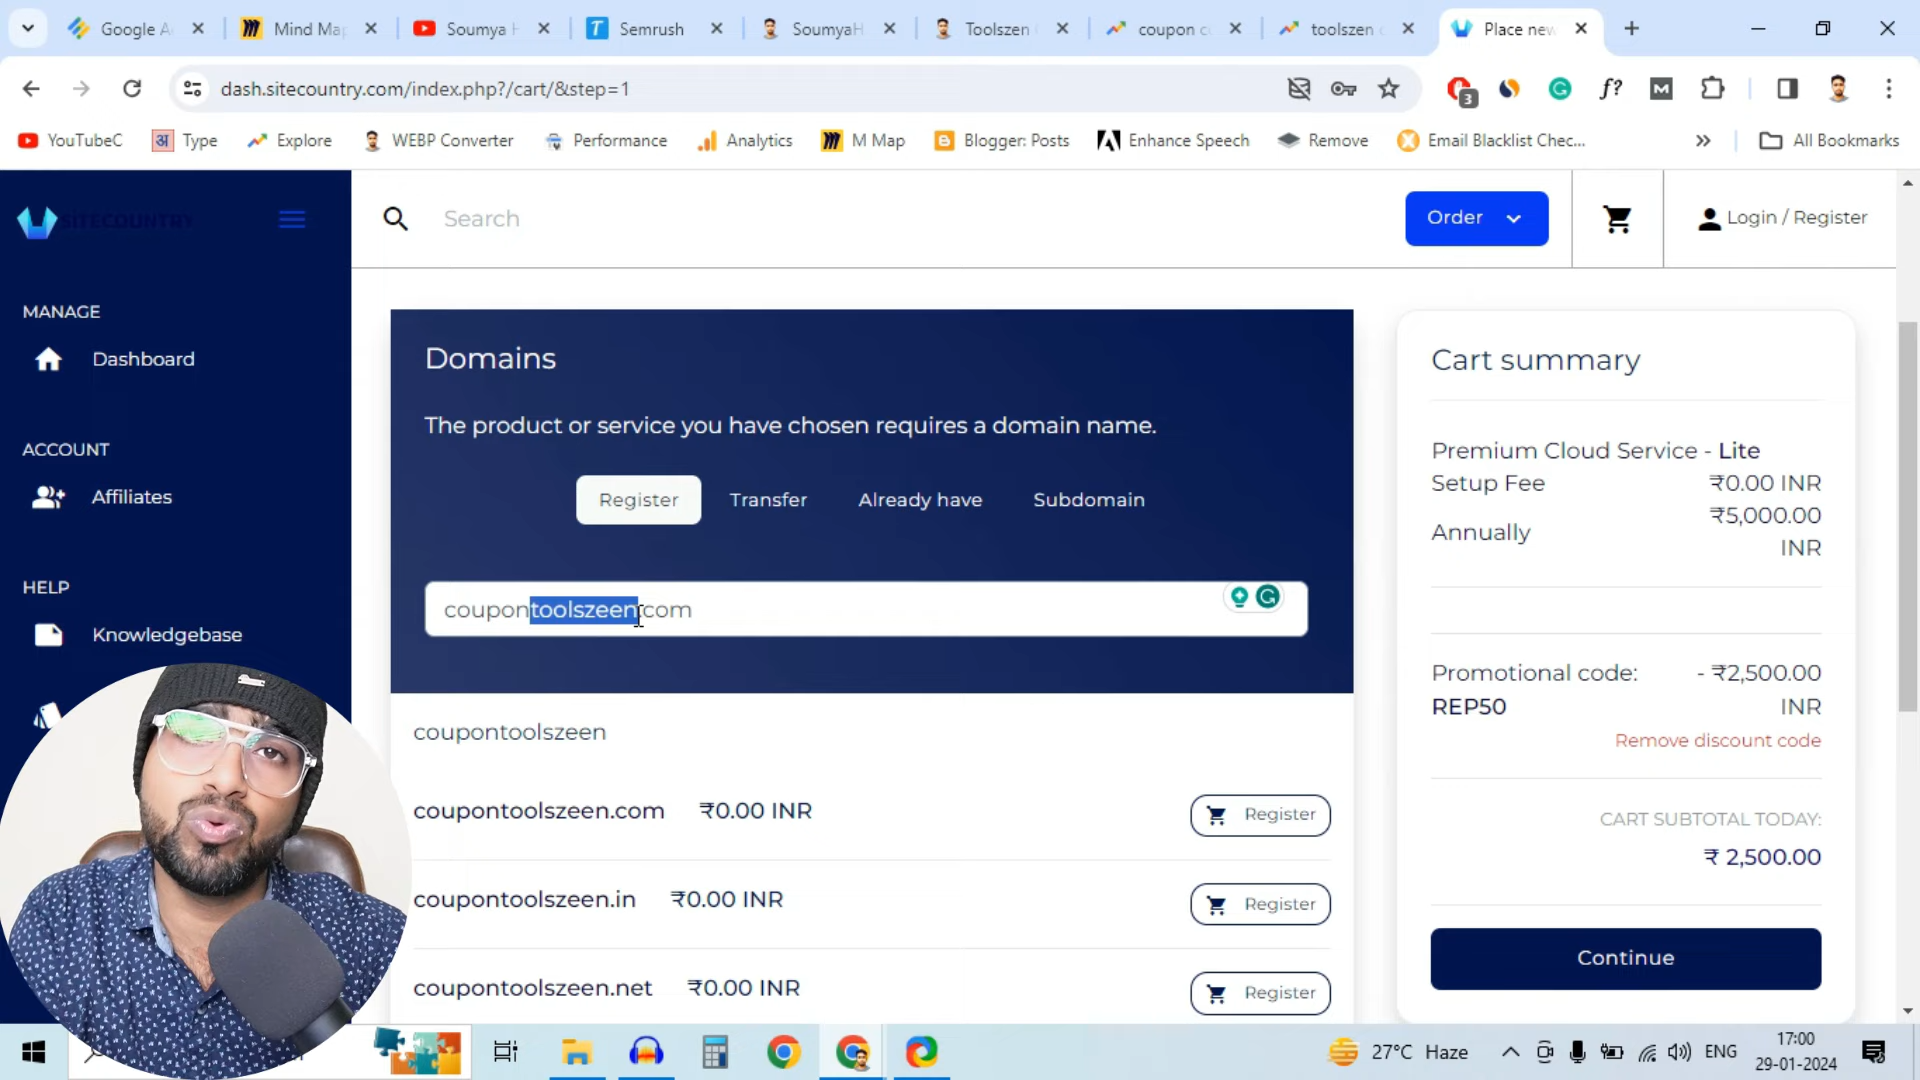 Google A
Mind Ma
Soumya H
Semrush
SoumyaH
Toolszen
coupon c
toolszen
Place new
dash.sitecountry.com/index.php?/cart/&step=1
3
YouTubeC
Type
Explore
WEBP Converter
Performance
Analytics
M Map
Blogger: Posts
Enhance Speech
Remove
Email Blacklist Chec...
All Bookmarks
SITECOUNTRY
Search
Order
Login / Register
MANAGE
Dashboard
ACCOUNT
Affiliates
HELP
Knowledgebase
Domains
The product or service you have chosen requires a domain name.
Register Transfer Already have Subdomain
coupontoolszeen.com
coupontoolszeen
coupontoolszeen.com ₹0.00 INR Register
coupontoolszeen.in ₹0.00 INR Register
coupontoolszeen.net ₹0.00 INR Register
Cart summary
Premium Cloud Service - Lite
Setup Fee ₹0.00 INR
Annually ₹5,000.00
INR
Promotional code: - ₹2,500.00
REP50 INR
Remove discount code
CART SUBTOTAL TODAY:
₹ 2,500.00
Continue
27°C Haze
ENG
17:00
29-01-2024